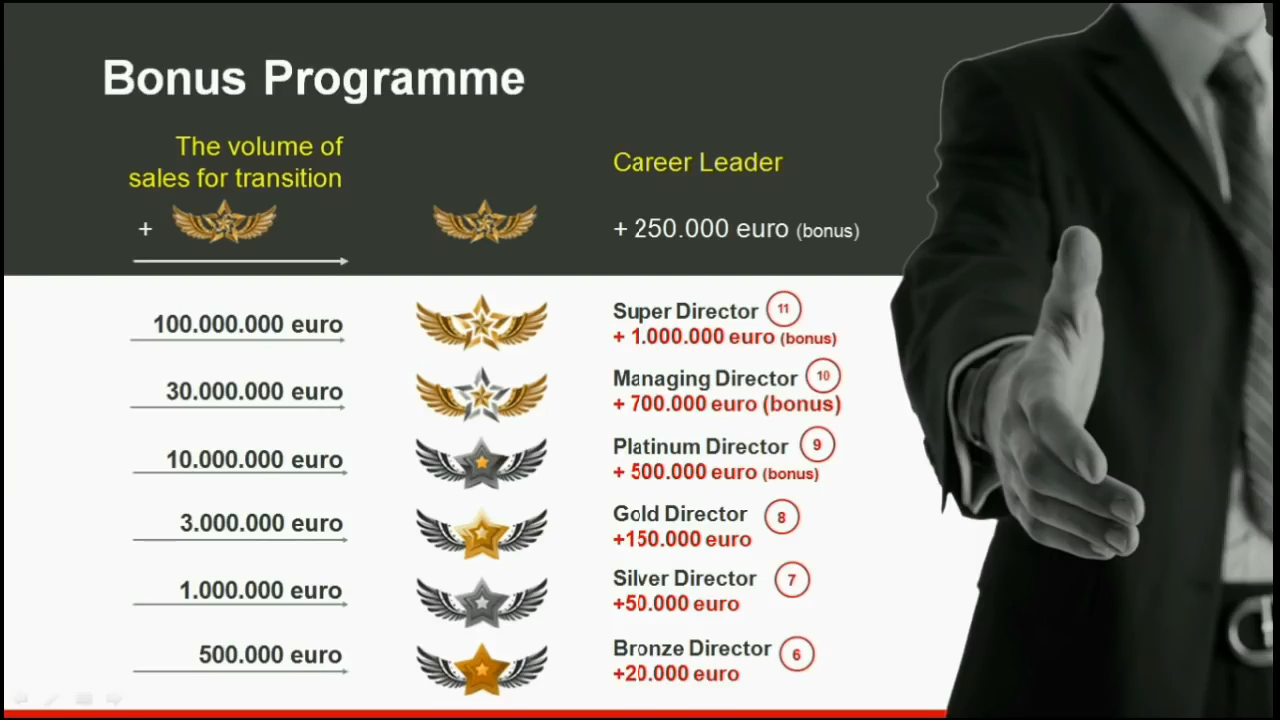 Bonus Programme
The volume of
sales for transition
+
Career Leader
+ 250.000 euro (bonus)
100.000.000 euro
Super Director 11
+ 1.000.000 euro (bonus)
30.000.000 euro
Managing Director 10
+ 700.000 euro (bonus)
10.000.000 euro
Platinum Director 9
+ 500.000 euro (bonus)
3.000.000 euro
Gold Director 8
+150.000 euro
1.000.000 euro
Silver Director 7
+50.000 euro
500.000 euro
Bronze Director 6
+20.000 euro